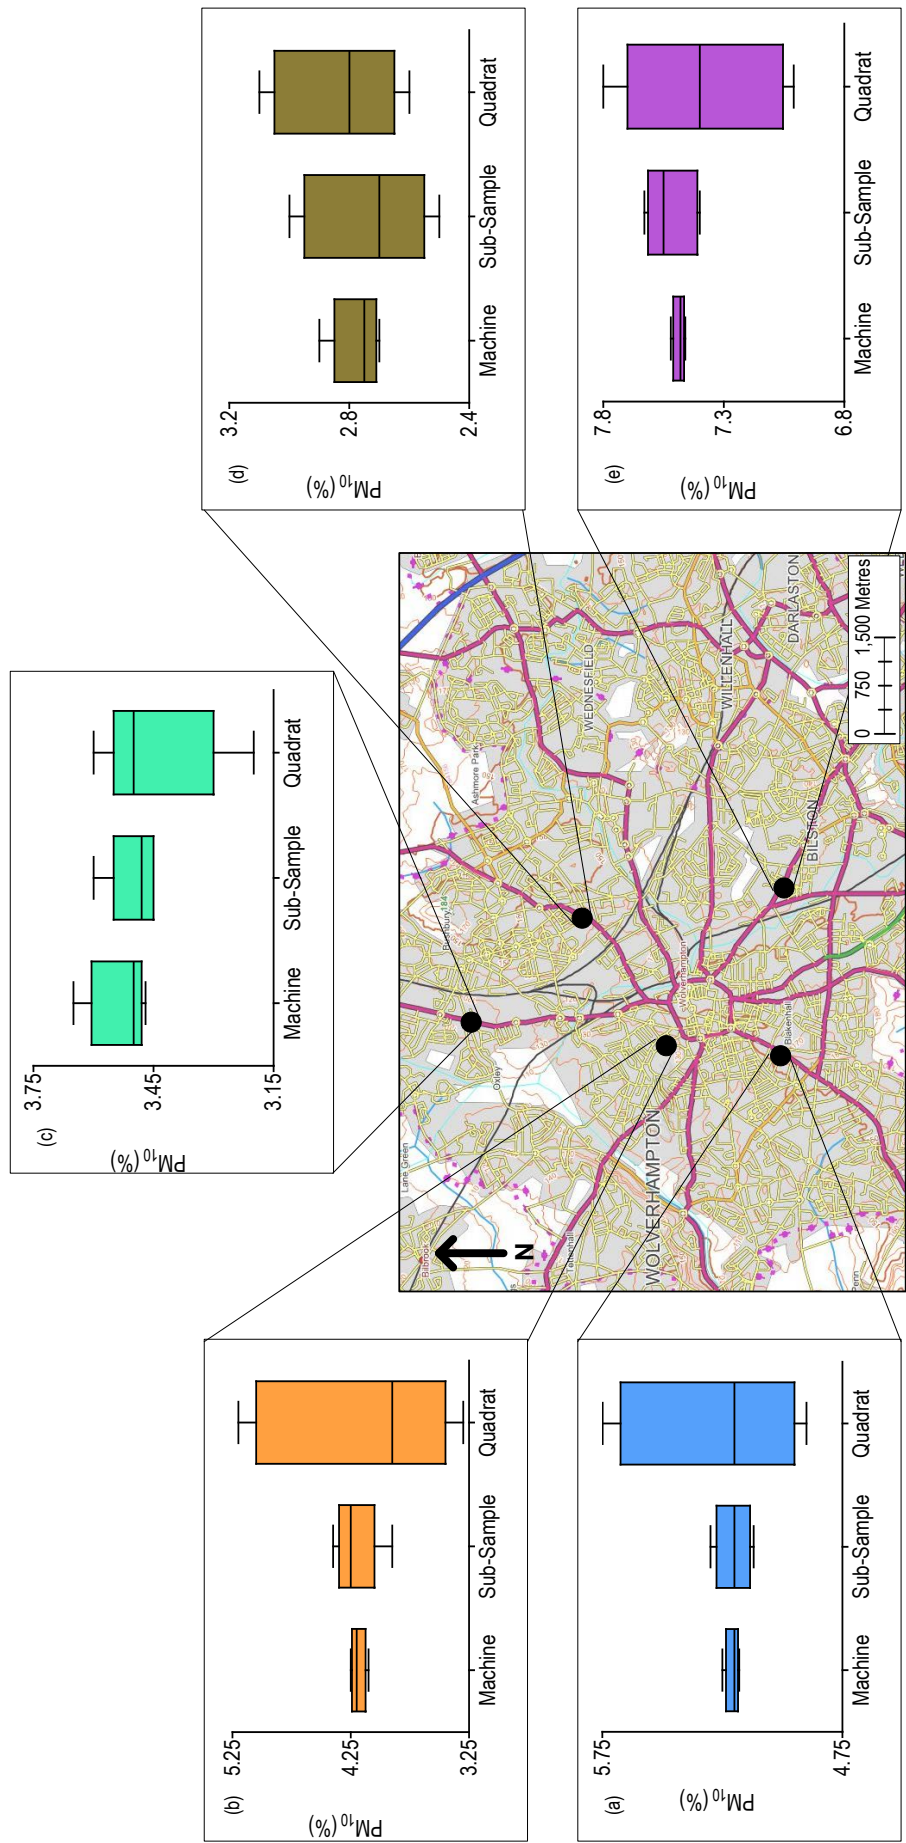 (c)
PM10 (%)
3.75
3.45
3.15
Machine
Sub-Sample
Quadrat
(b)
PM10 (%)
5.25
4.25
3.25
Machine
Sub-Sample
Quadrat
(d)
PM10 (%)
3.2
2.8
2.4
Machine
Sub-Sample
Quadrat
(a)
PM10 (%)
5.75
4.75
Machine
Sub-Sample
Quadrat
(e)
PM10 (%)
7.8
7.3
6.8
Machine
Sub-Sample
Quadrat
N
Bilbrook
Lane Green
Oxley
Ashmore Park
184
WEDNESFIELD
Tettenhall
WOLVERHAMPTON
Wolverhampton
WILLENHALL
DARLASTON
Blakenhall
BILSTON
Penn
0 750 1,500 Metres